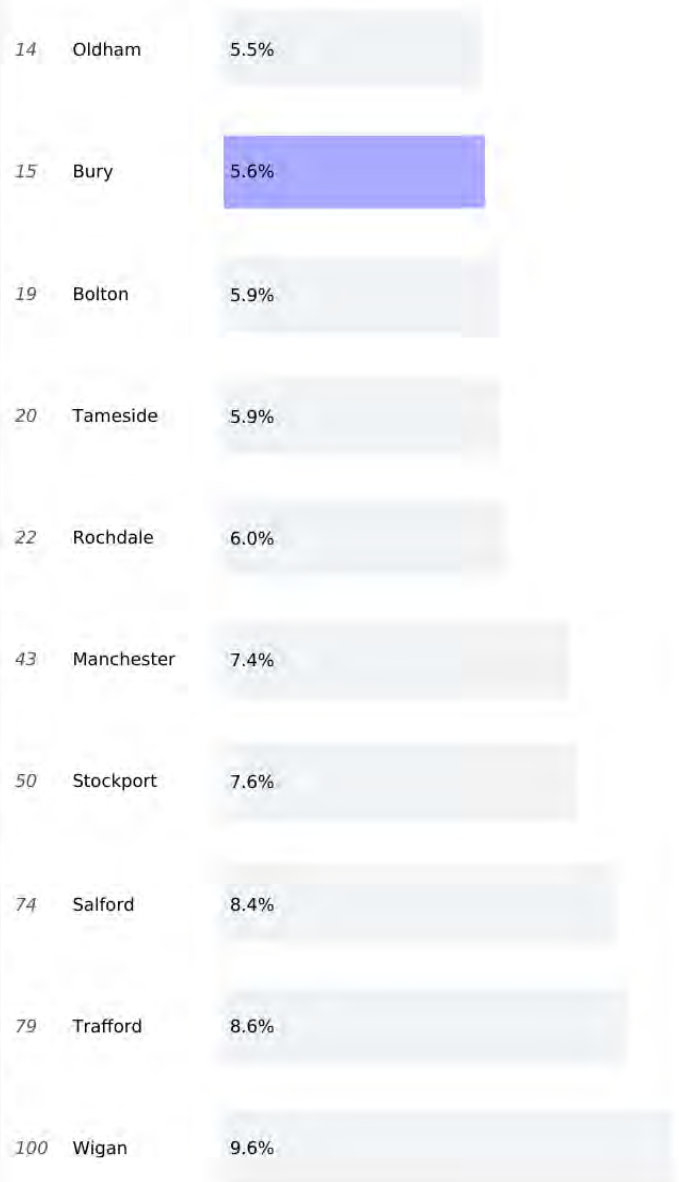 14 Oldham 5.5%
15 Bury 5.6%
19 Bolton 5.9%
20 Tameside 5.9%
22 Rochdale 6.0%
43 Manchester 7.4%
50 Stockport 7.6%
74 Salford 8.4%
79 Trafford 8.6%
100 Wigan 9.6%